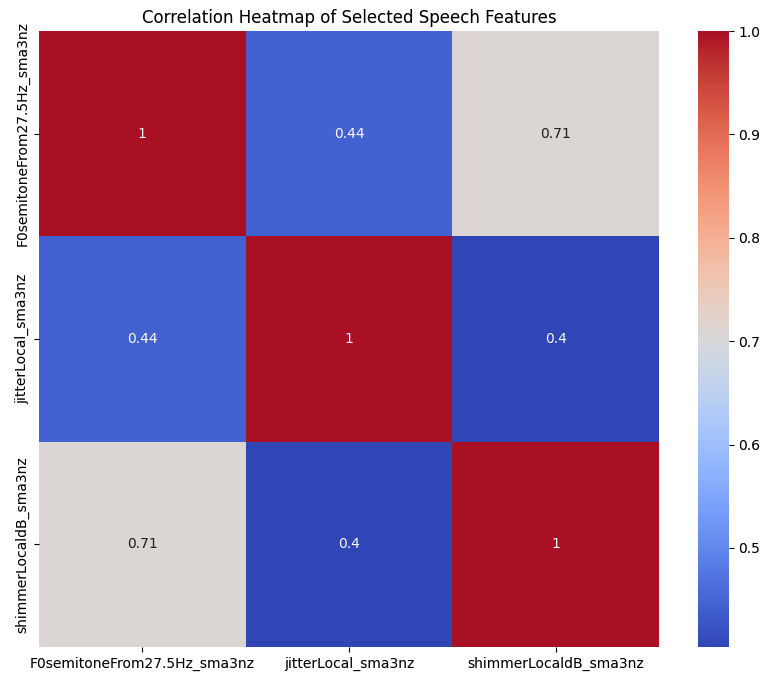 Correlation Heatmap of Selected Speech Features
F0semitoneFrom27.5Hz_sma3nz
1
0.44
0.71
jitterLocal_sma3nz
0.44
1
0.4
shimmerLocaldB_sma3nz
0.71
0.4
1
F0semitoneFrom27.5Hz_sma3nz
jitterLocal_sma3nz
shimmerLocaldB_sma3nz
1.0
0.9
0.8
0.7
0.6
0.5